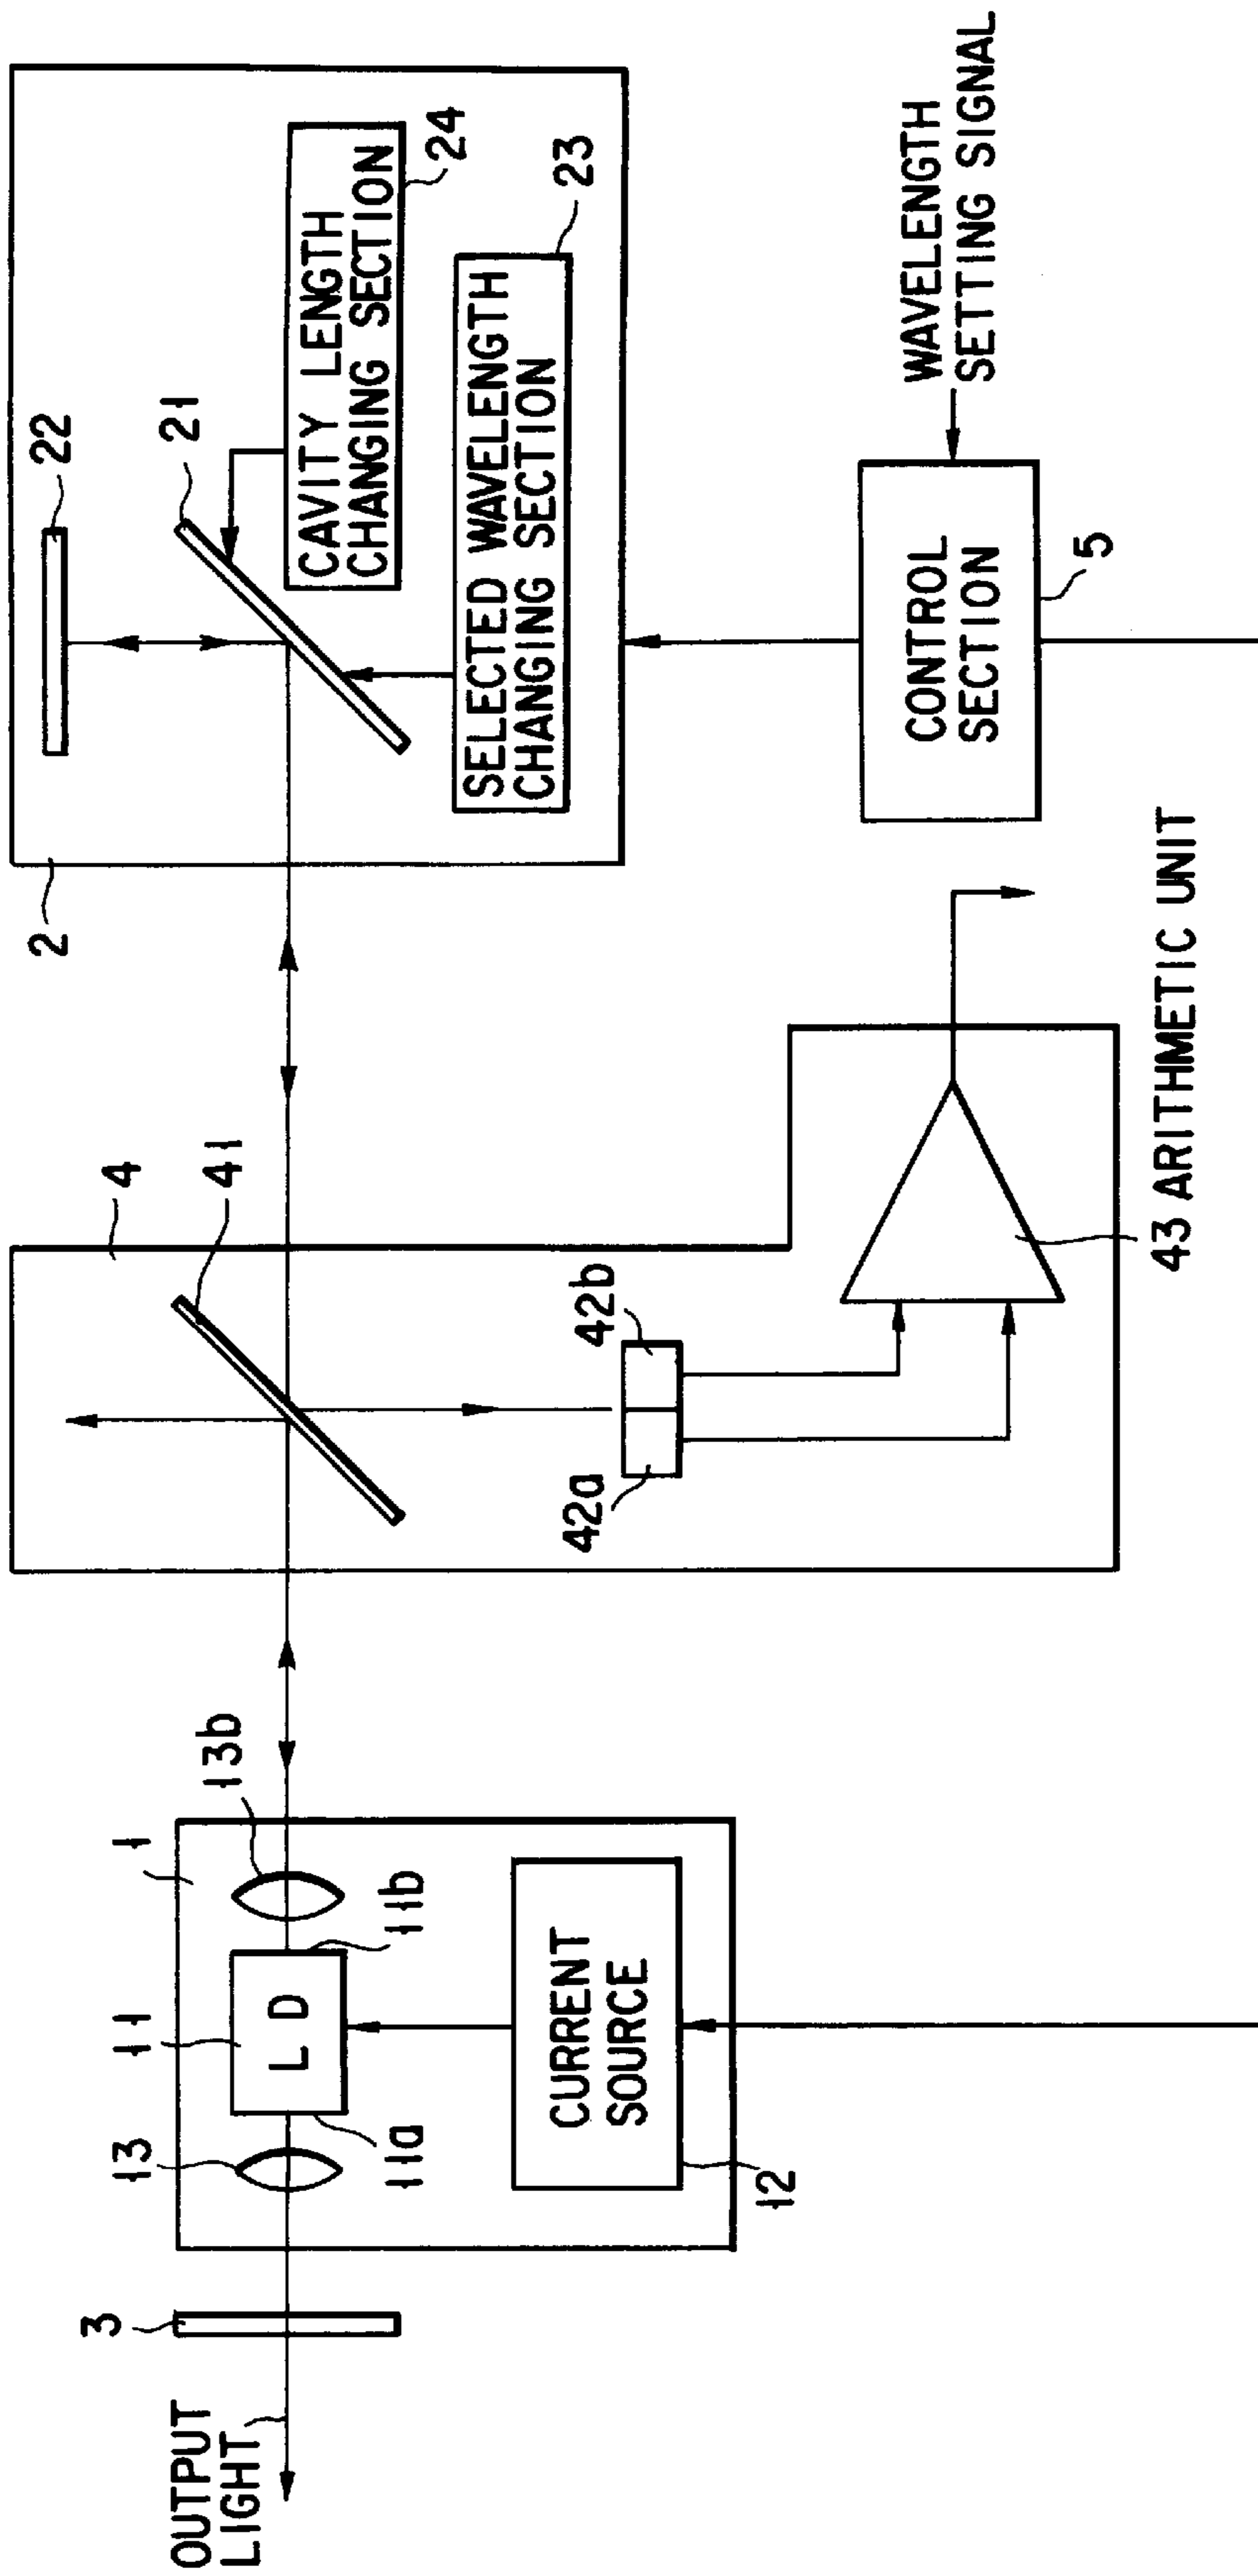 OUTPUT
LIGHT
3
1
13
11
11a
11b
13b
L D
CURRENT
SOURCE
12
4
41
42a
42b
43 ARITHMETIC UNIT
2
22
21
CAVITY LENGTH
CHANGING SECTION
24
SELECTED WAVELENGTH
CHANGING SECTION
23
CONTROL
SECTION
5
WAVELENGTH
SETTING SIGNAL